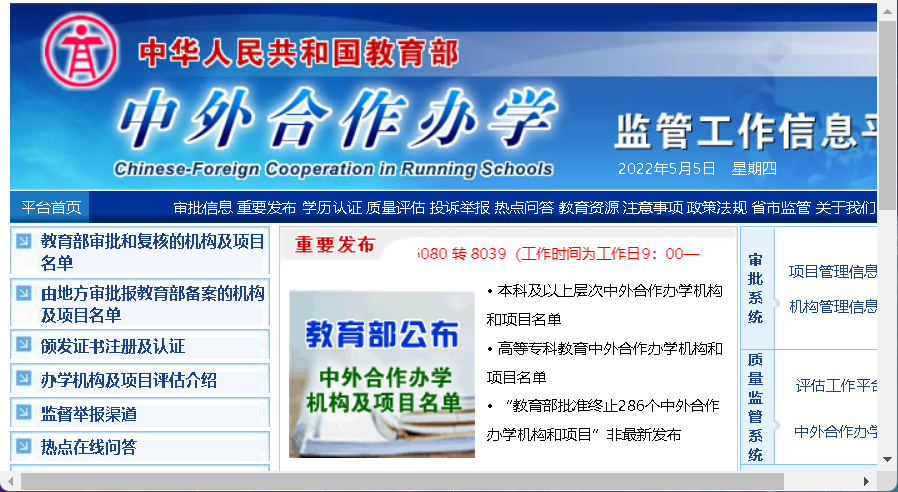 中华人民共和国教育部
中外合作办学
Chinese-Foreign Cooperation in Running Schools
监管工作信息
2022年5月5日 星期四
平台首页 审批信息 重要发布 学历认证 质量评估 投诉举报 热点问答 教育资源 注意事项 政策法规 省市监管 关于我们
教育部审批和复核的机构及项目
名单
由地方审批报教育部备案的机构
及项目名单
颁发证书注册及认证
办学机构及项目评估介绍
监督举报渠道
热点在线问答
重要发布
6080 转 8039（工作时间为工作日9：00—
教育部公布
中外合作办学
机构及项目名单
• 本科及以上层次中外合作办学机构
和项目名单
• 高等专科教育中外合作办学机构和
项目名单
• “教育部批准终止286个中外合作
办学机构和项目”非最新发布
审批系统
项目管理信息
机构管理信息
质量监管系统
评估工作平台
中外合作办学